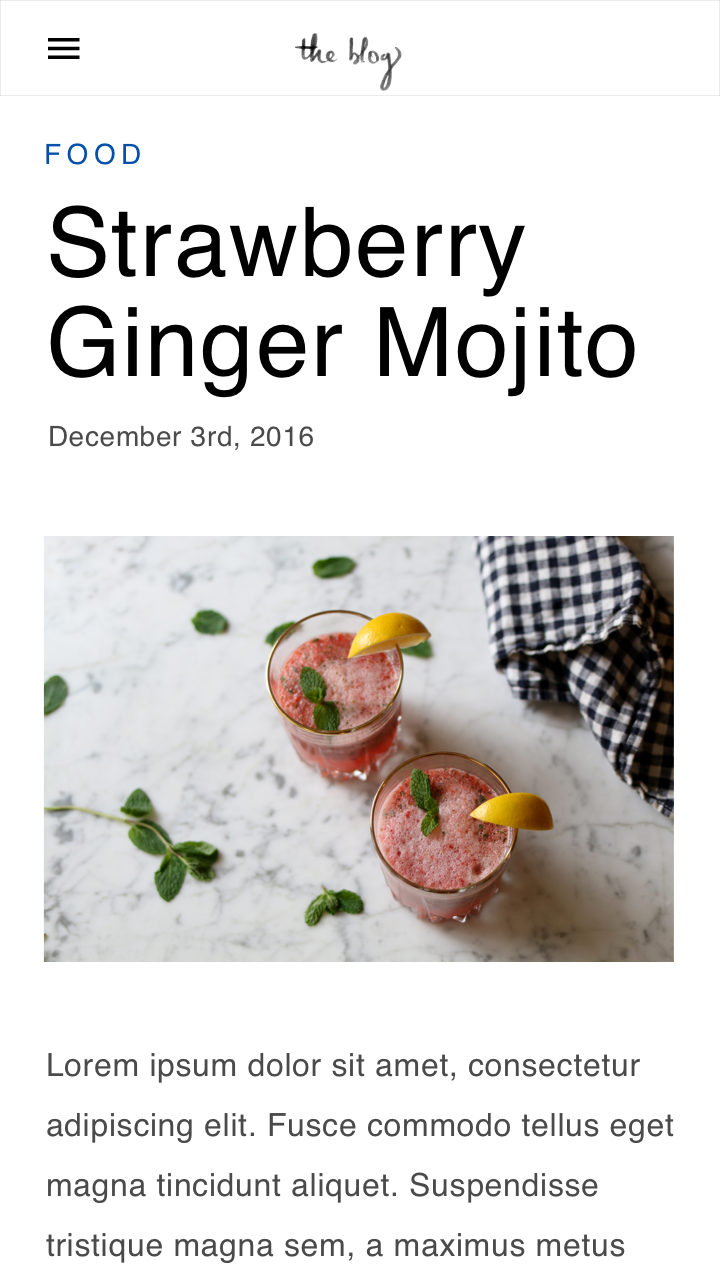 the blog
FOOD
Strawberry
Ginger Mojito
December 3rd, 2016
Lorem ipsum dolor sit amet, consectetur
adipiscing elit. Fusce commodo tellus eget
magna tincidunt aliquet. Suspendisse
tristique magna sem, a maximus metus